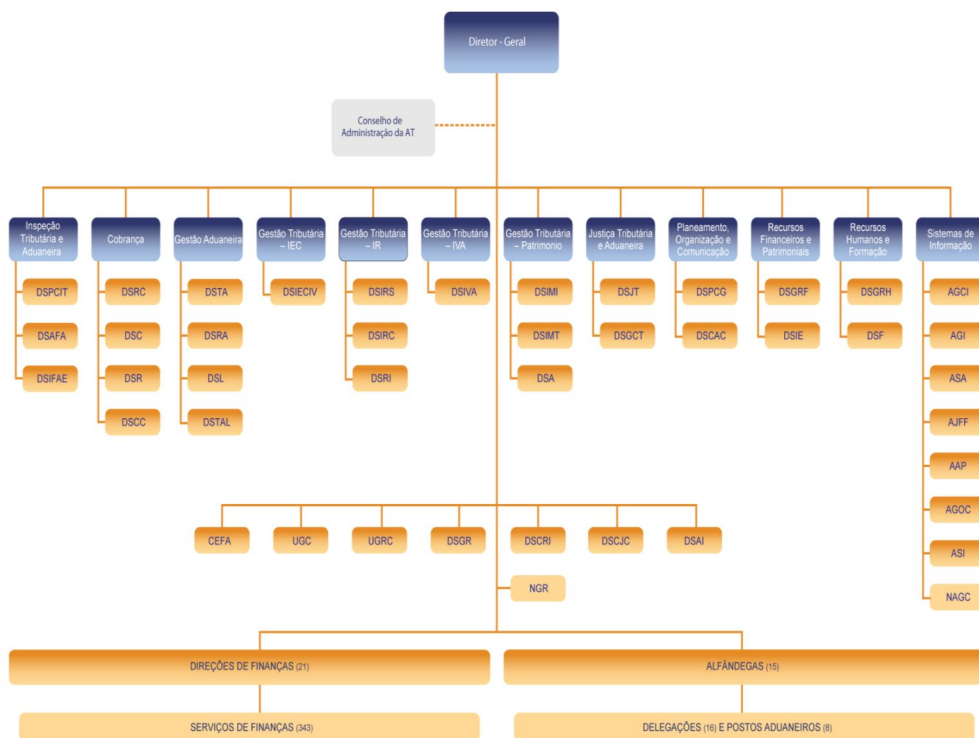 Diretor - Geral
Conselho de
Administração da AT
Inspeção
Tributária e
Aduaneira
Cobrança
Gestão Aduaneira
Gestão Tributária
– IEC
Gestão Tributária
– IR
Gestão Tributária
– IVA
Gestão Tributária
– Patrimonio
Justiça Tributária
e Aduaneira
Planeamento,
Organização e
Comunicação
Recursos
Financeiros e
Patrimoniais
Recursos
Humanos e
Formação
Sistemas de
Informação
DSPCIT
DSRC
DSTA
DSIECIV
DSIRS
DSIVA
DSIMI
DSJT
DSPCG
DSGRF
DSGRH
AGCI
DSAFA
DSC
DSRA
DSIRC
DSIMT
DSGCT
DSCAC
DSIE
DSF
AGI
DSIFAE
DSR
DSL
DSRI
DSA
ASA
DSCC
DSTAL
AJFF
AAP
AGOC
CEFA
UGC
UGRC
DSGR
DSCRI
DSCJC
DSAI
ASI
NGR
NAGC
DIREÇÕES DE FINANÇAS (21)
ALFÂNDEGAS (15)
SERVIÇOS DE FINANÇAS (343)
DELEGAÇÕES (16) E POSTOS ADUANEIROS (8)